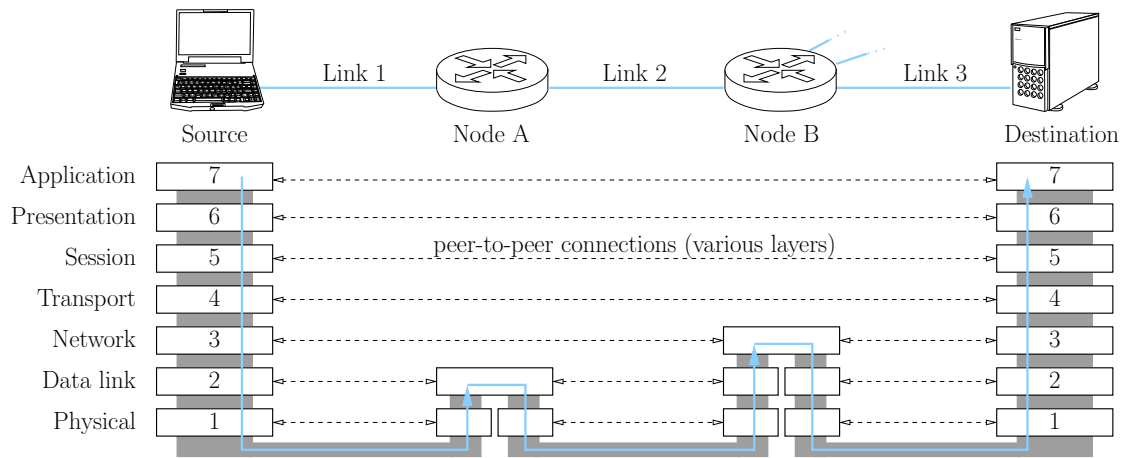 Link 1 Link 2 Link 3
Source Node A Node B Destination
Application 7 7
Presentation 6 6
peer-to-peer connections (various layers)
Session 5 5
Transport 4 4
Network 3 3
Data link 2 2
Physical 1 1